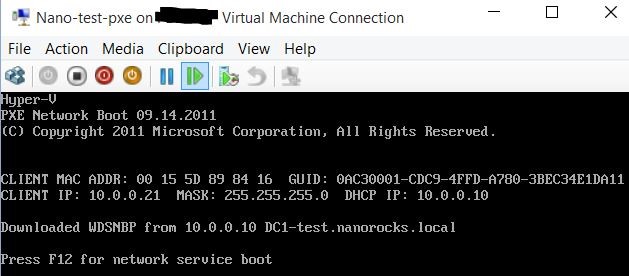 Nano-test-pxe on Virtual Machine Connection
File Action Media Clipboard View Help
Hyper-V
PXE Network Boot 09.14.2011
(C) Copyright 2011 Microsoft Corporation, All Rights Reserved.
CLIENT MAC ADDR: 00 15 5D 89 84 16 GUID: 0AC30001-CDC9-4FFD-A780-3BEC34E1DA11
CLIENT IP: 10.0.0.21 MASK: 255.255.255.0 DHCP IP: 10.0.0.10
Downloaded WDSNBP from 10.0.0.10 DC1-test.nanorocks.local
Press F12 for network service boot